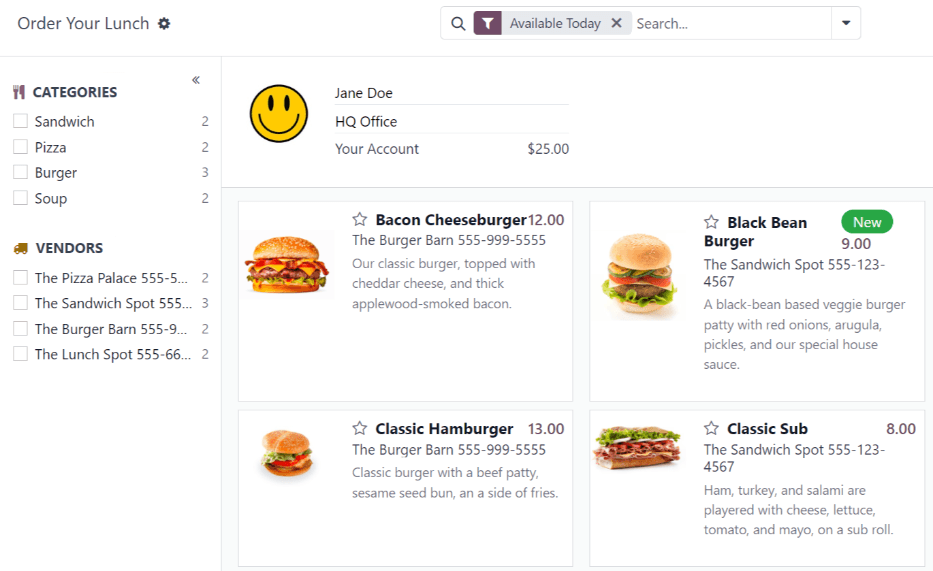 Order Your Lunch
Available Today
Search...
CATEGORIES
Sandwich 2
Pizza 2
Burger 3
Soup 2
VENDORS
The Pizza Palace 555-5... 2
The Sandwich Spot 555... 3
The Burger Barn 555-9... 2
The Lunch Spot 555-66... 2
Jane Doe
HQ Office
Your Account $25.00
Bacon Cheeseburger 12.00
The Burger Barn 555-999-5555
Our classic burger, topped with
cheddar cheese, and thick
applewood-smoked bacon.
Black Bean New
Burger 9.00
The Sandwich Spot 555-123-
4567
A black-bean based veggie burger
patty with red onions, arugula,
pickles, and our special house
sauce.
Classic Hamburger 13.00
The Burger Barn 555-999-5555
Classic burger with a beef patty,
sesame seed bun, an a side of fries.
Classic Sub 8.00
The Sandwich Spot 555-123-
4567
Ham, turkey, and salami are
playered with cheese, lettuce,
tomato, and mayo, on a sub roll.